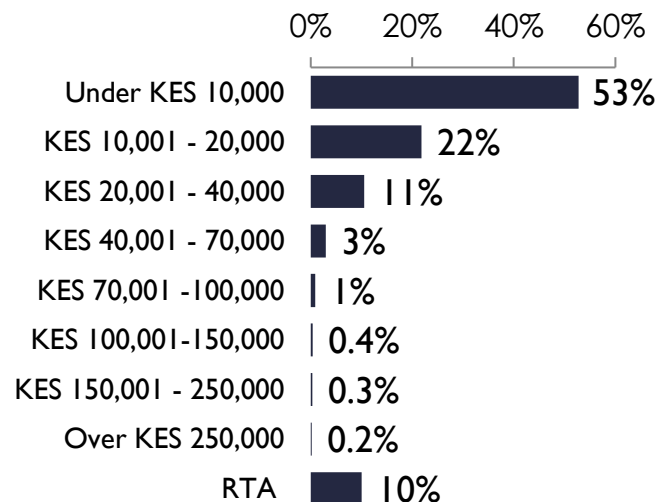 0% 20% 40% 60%
Under KES 10,000 53%
KES 10,001 - 20,000 22%
KES 20,001 - 40,000 11%
KES 40,001 - 70,000 3%
KES 70,001 -100,000 1%
KES 100,001-150,000 0.4%
KES 150,001 - 250,000 0.3%
Over KES 250,000 0.2%
RTA 10%